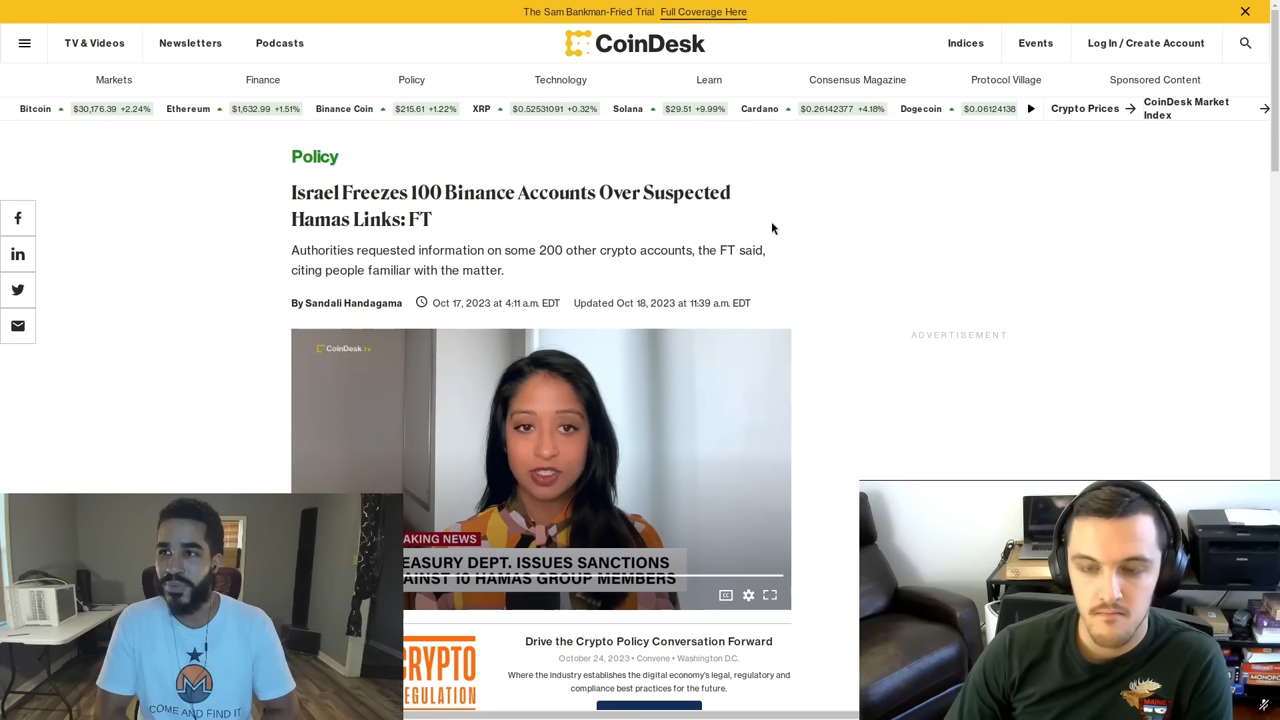 The Sam Bankman-Fried Trial Full Coverage Here
TV & Videos Newsletters Podcasts CoinDesk Indices Events Log In / Create Account
Markets Finance Policy Technology Learn Consensus Magazine Protocol Village Sponsored Content
Bitcoin $30,176.39 +2.24% Ethereum $1,632.99 +1.51% Binance Coin $215.61 +1.22% XRP $0.52531091 +0.32% Solana $29.51 +9.99% Cardano $0.26142377 +4.18% Dogecoin $0.06124138 Crypto Prices CoinDesk Market
Index
Policy
Israel Freezes 100 Binance Accounts Over Suspected
Hamas Links: FT
Authorities requested information on some 200 other crypto accounts, the FT said,
citing people familiar with the matter.
By Sandali Handagama Oct 17, 2023 at 4:11 a.m. EDT Updated Oct 18, 2023 at 11:39 a.m. EDT
ADVERTISEMENT
CoinDesk tv
AKING NEWS
EASURY DEPT. ISSUES SANCTIONS
AINST 10 HAMAS GROUP MEMBERS
CC
CRYPTO
REGULATION
Drive the Crypto Policy Conversation Forward
October 24, 2023 • Convene • Washington D.C.
Where the industry establishes the digital economy's legal, regulatory and
compliance best practices for the future.
COME AND FIND IT
MAINE